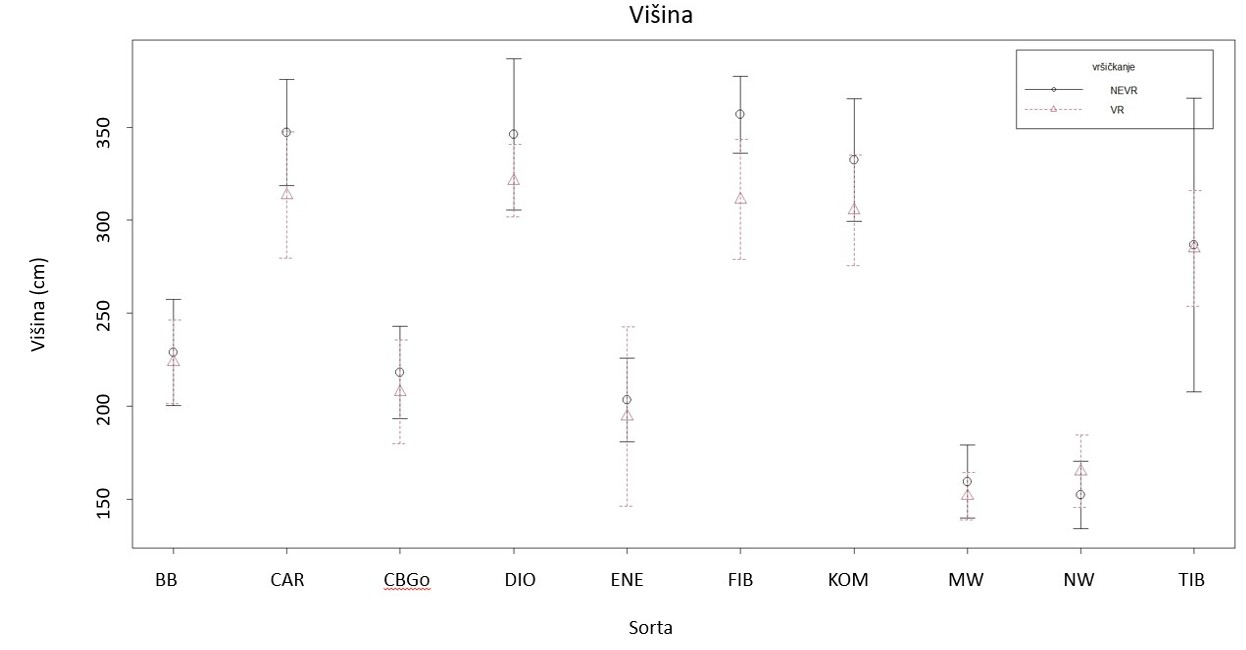 Višina
vršičkanje
NEVR
VR
Višina (cm)
350
300
250
200
150
BB CAR CBGo DIO ENE FIB KOM MW NW TIB
Sorta